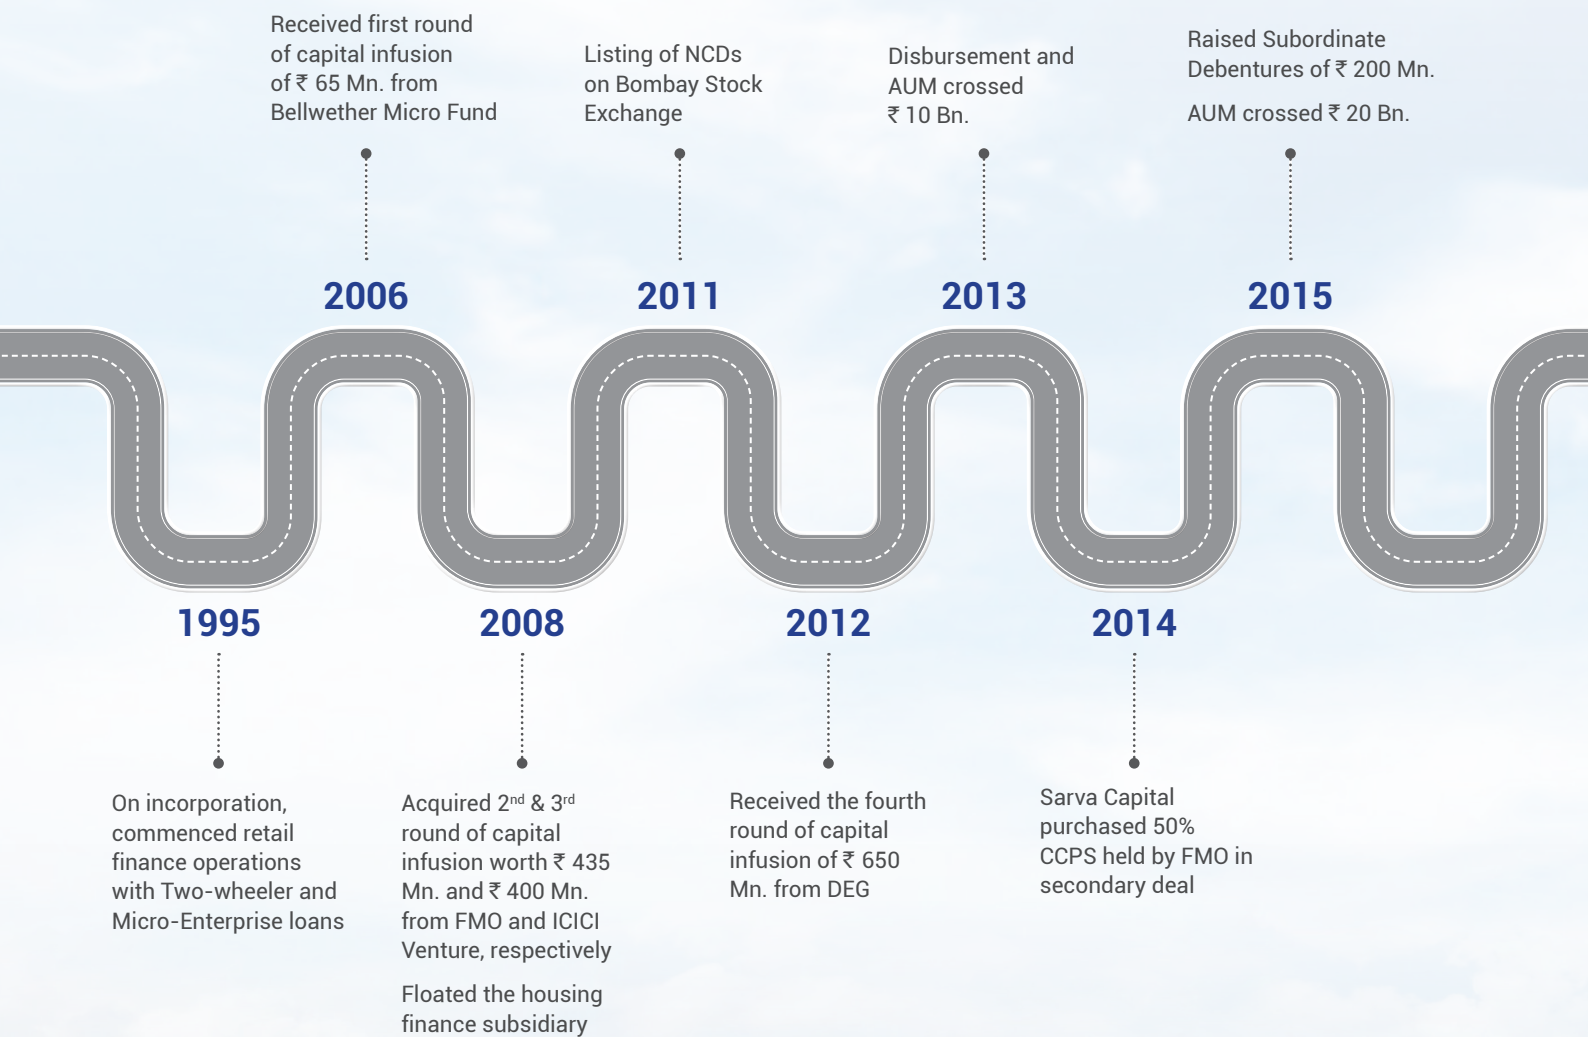 Received first round
of capital infusion
of ₹ 65 Mn. from
Bellwether Micro Fund
2006
Listing of NCDs
on Bombay Stock
Exchange
2011
Disbursement and
AUM crossed
₹ 10 Bn.
2013
Raised Subordinate
Debentures of ₹ 200 Mn.
AUM crossed ₹ 20 Bn.
2015
1995
On incorporation,
commenced retail
finance operations
with Two-wheeler and
Micro-Enterprise loans
2008
Acquired 2nd & 3rd
round of capital
infusion worth ₹ 435
Mn. and ₹ 400 Mn.
from FMO and ICICI
Venture, respectively
Floated the housing
finance subsidiary
2012
Received the fourth
round of capital
infusion of ₹ 650
Mn. from DEG
2014
Sarva Capital
purchased 50%
CCPS held by FMO in
secondary deal